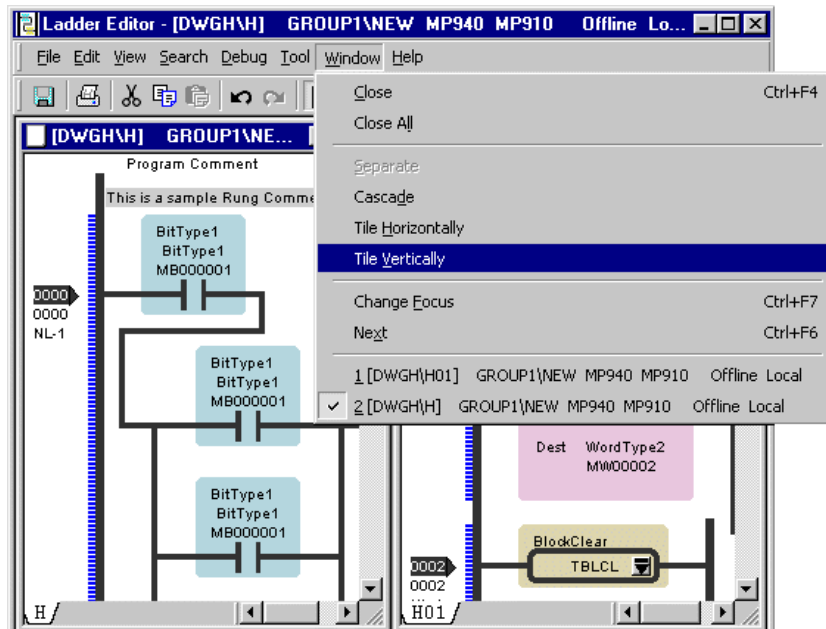 Ladder Editor - [DWGH\H] GROUP1\NEW MP940 MP910 Offline Lo...
File Edit View Search Debug Tool Window Help
Close Ctrl+F4
Close All
Separate
Cascade
Tile Horizontally
Tile Vertically
Change Focus Ctrl+F7
Next Ctrl+F6
1 [DWGH\H01] GROUP1\NEW MP940 MP910 Offline Local
2 [DWGH\H] GROUP1\NEW MP940 MP910 Offline Local
[DWGH\H] GROUP1\NE...
Program Comment
This is a sample Rung Comme
BitType1
BitType1
MB000001
0000
0000
NL-1
BitType1
BitType1
MB000001
BitType1
BitType1
MB000001
H
Dest WordType2
MW00002
BlockClear
TBLCL
0002
0002
H01